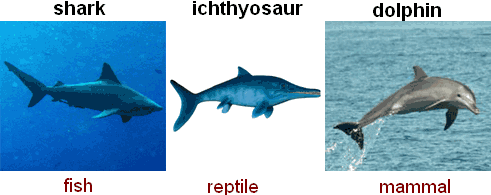 shark ichthyosaur dolphin
fish reptile mammal